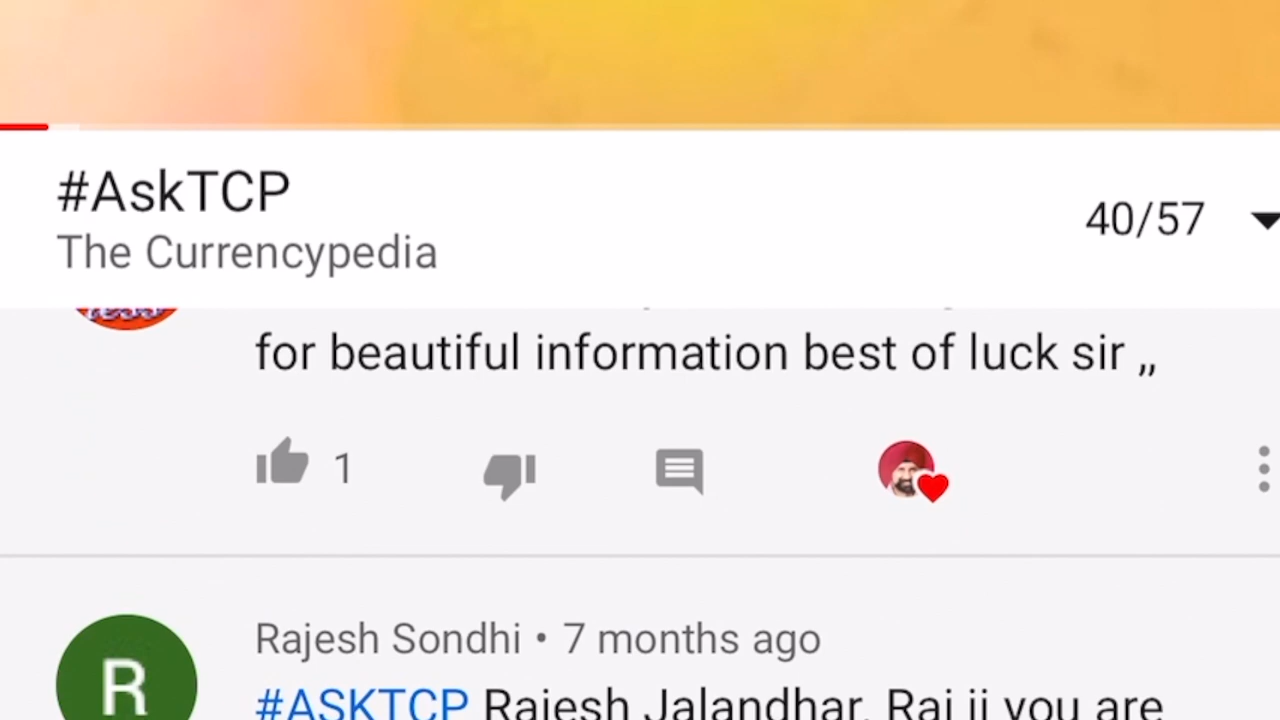 #AskTCP
The Currencypedia
40/57
for beautiful information best of luck sir ,,
1
Rajesh Sondhi • 7 months ago
R
#ASKTCP Rajesh Jalandhar, Raj ji you are